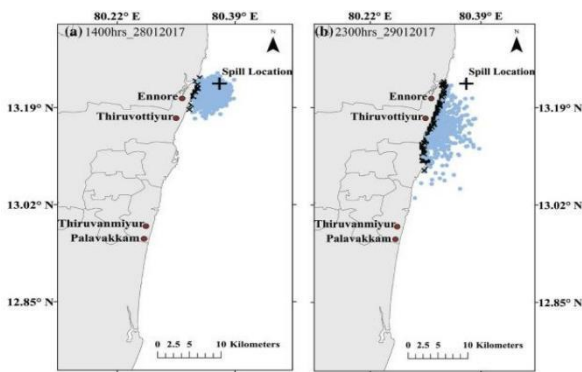 80.22° E 80.39° E 80.22° E 80.39° E
(a) 1400hrs_28012017
N
Spill Location
Ennore
13.19° N
Thiruvottiyur
13.02° N
Thiruvanmiyur
Palavakkam
12.85° N
0 2.5 5 10 Kilometers
(b) 2300hrs_29012017
N
Spill Location
Ennore
13.19° N
Thiruvottiyur
13.02° N
Thiruvanmiyur
Palavakkam
12.85° N
0 2.5 5 10 Kilometers